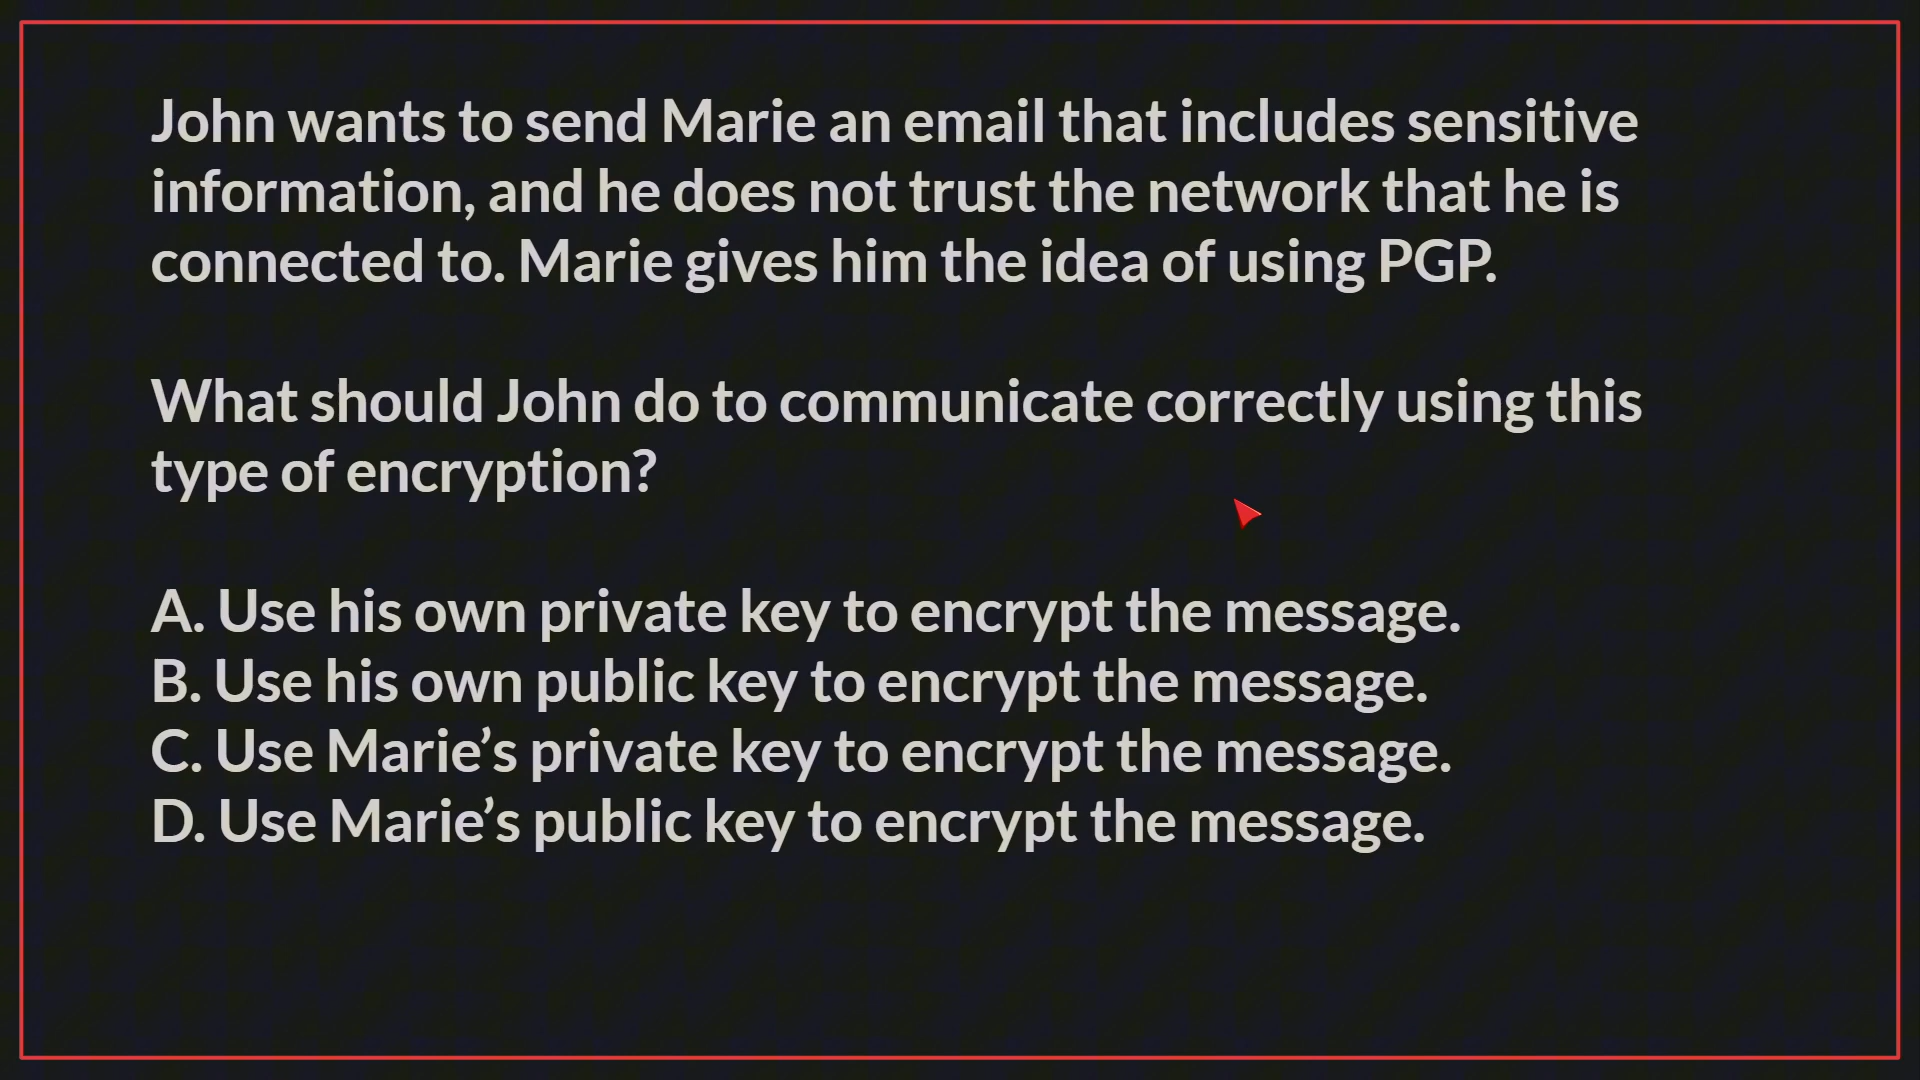 John wants to send Marie an email that includes sensitive
information, and he does not trust the network that he is
connected to. Marie gives him the idea of using PGP.
What should John do to communicate correctly using this
type of encryption?
A. Use his own private key to encrypt the message.
B. Use his own public key to encrypt the message.
C. Use Marie’s private key to encrypt the message.
D. Use Marie’s public key to encrypt the message.